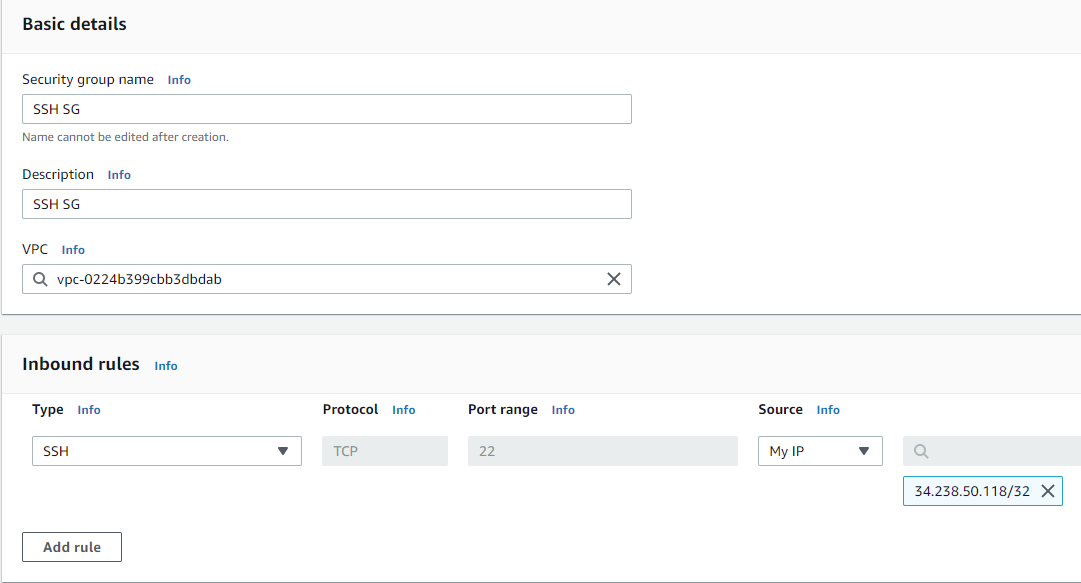 Basic details
Security group name Info
SSH SG
Name cannot be edited after creation.
Description Info
SSH SG
VPC Info
vpc-0224b399cbb3dbdab
Inbound rules Info
Type Info Protocol Info Port range Info Source Info
SSH TCP 22 My IP
34.238.50.118/32
Add rule